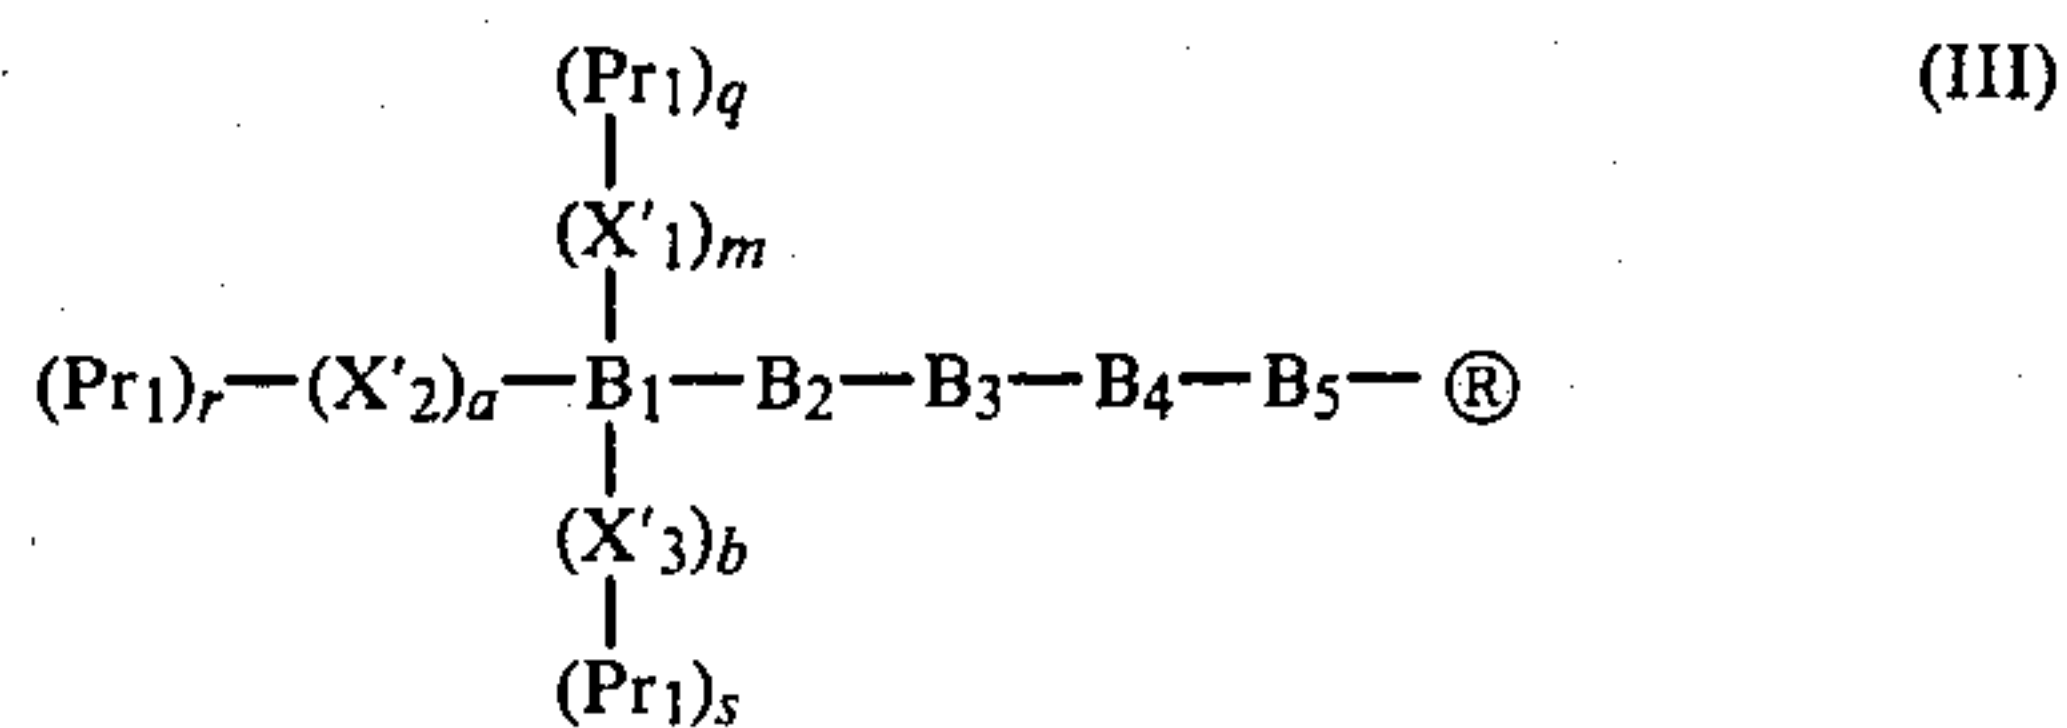 (Pr1)q (III)
(X'1)m
(Pr1)r—(X'2)a—B1—B2—B3—B4—B5—Ⓡ
(X'3)b
(Pr1)s